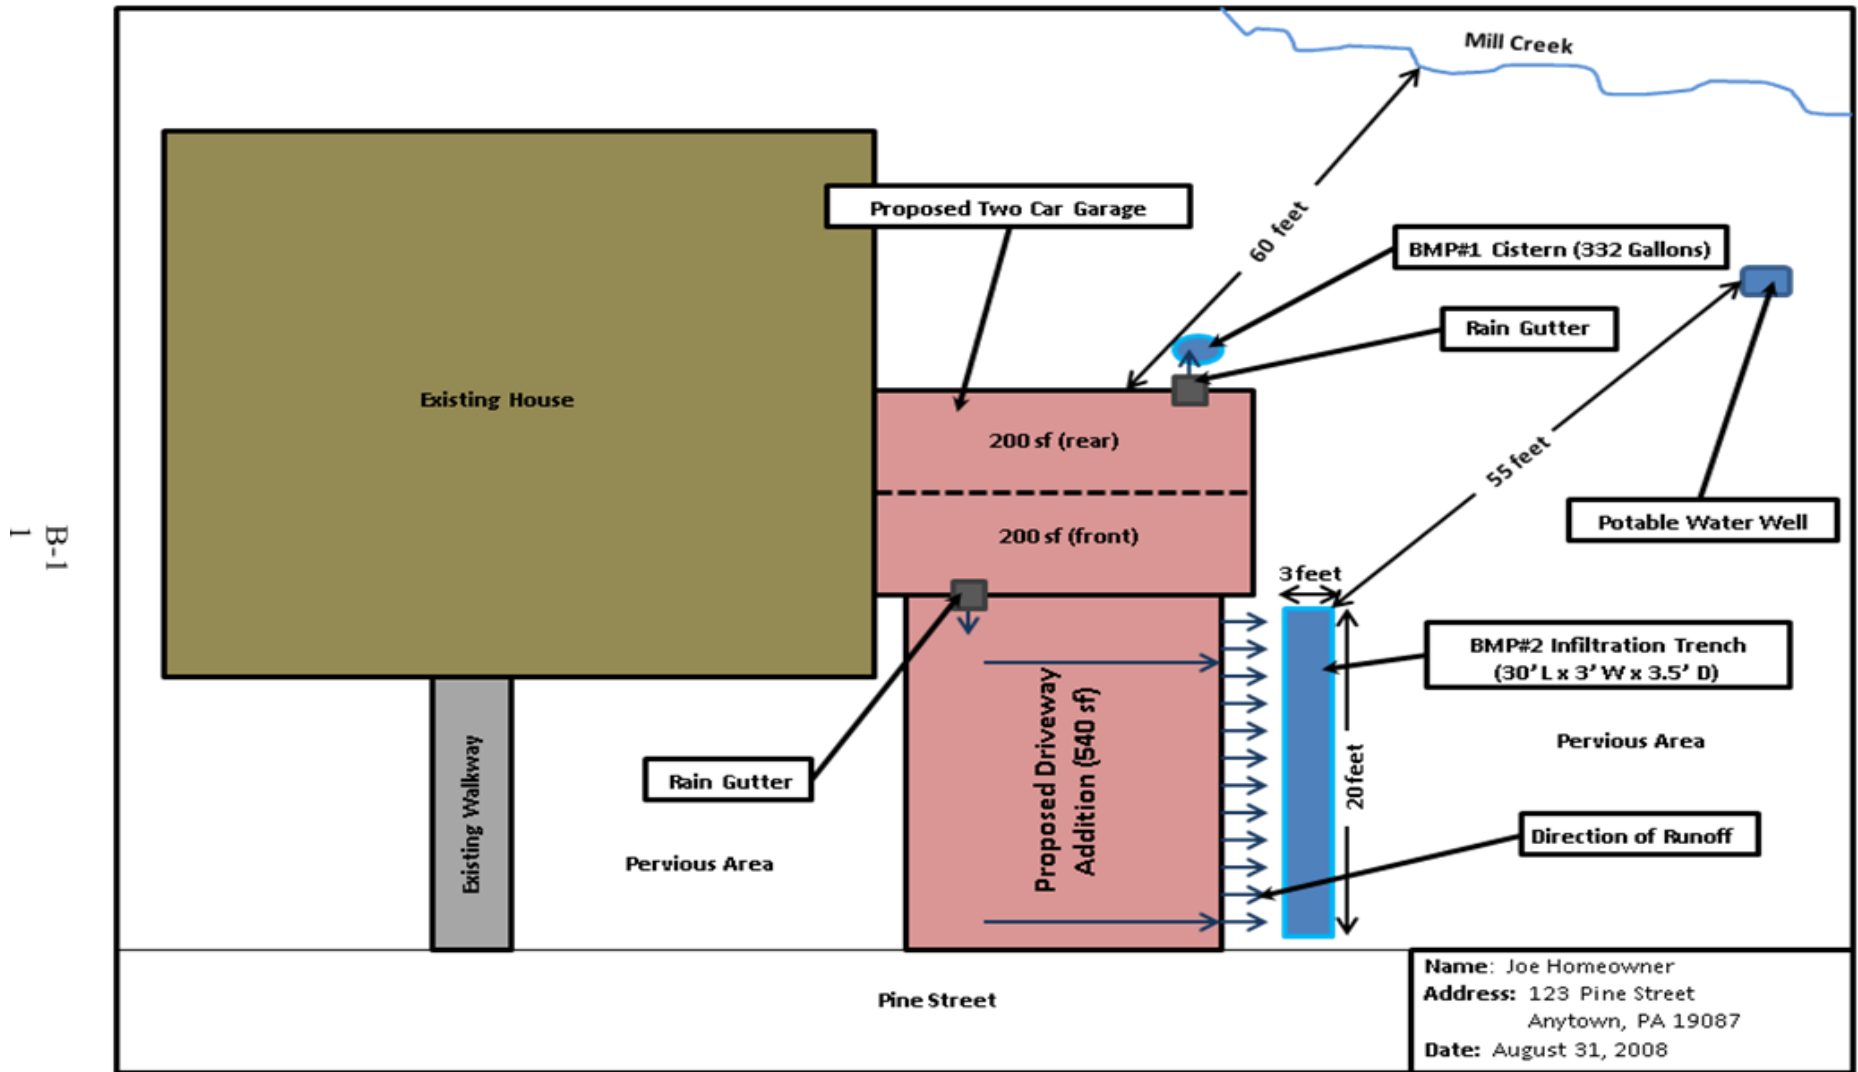 Mill Creek
Proposed Two Car Garage
60 feet
BMP#1 Cistern (332 Gallons)
Rain Gutter
Existing House
200 sf (rear)
55 feet
Potable Water Well
200 sf (front)
B-1
1
3 feet
BMP#2 Infiltration Trench
(30' L x 3' W x 3.5' D)
Proposed Driveway
Addition (540 sf)
20 feet
Pervious Area
Existing Walkway
Rain Gutter
Direction of Runoff
Pervious Area
Pine Street
Name: Joe Homeowner
Address: 123 Pine Street
Anytown, PA 19087
Date: August 31, 2008